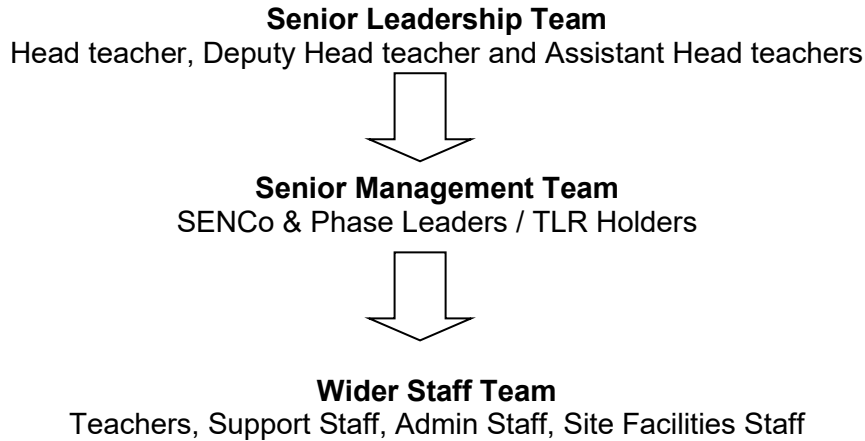 Senior Leadership Team
Head teacher, Deputy Head teacher and Assistant Head teachers
Senior Management Team
SENCo & Phase Leaders / TLR Holders
Wider Staff Team
Teachers, Support Staff, Admin Staff, Site Facilities Staff